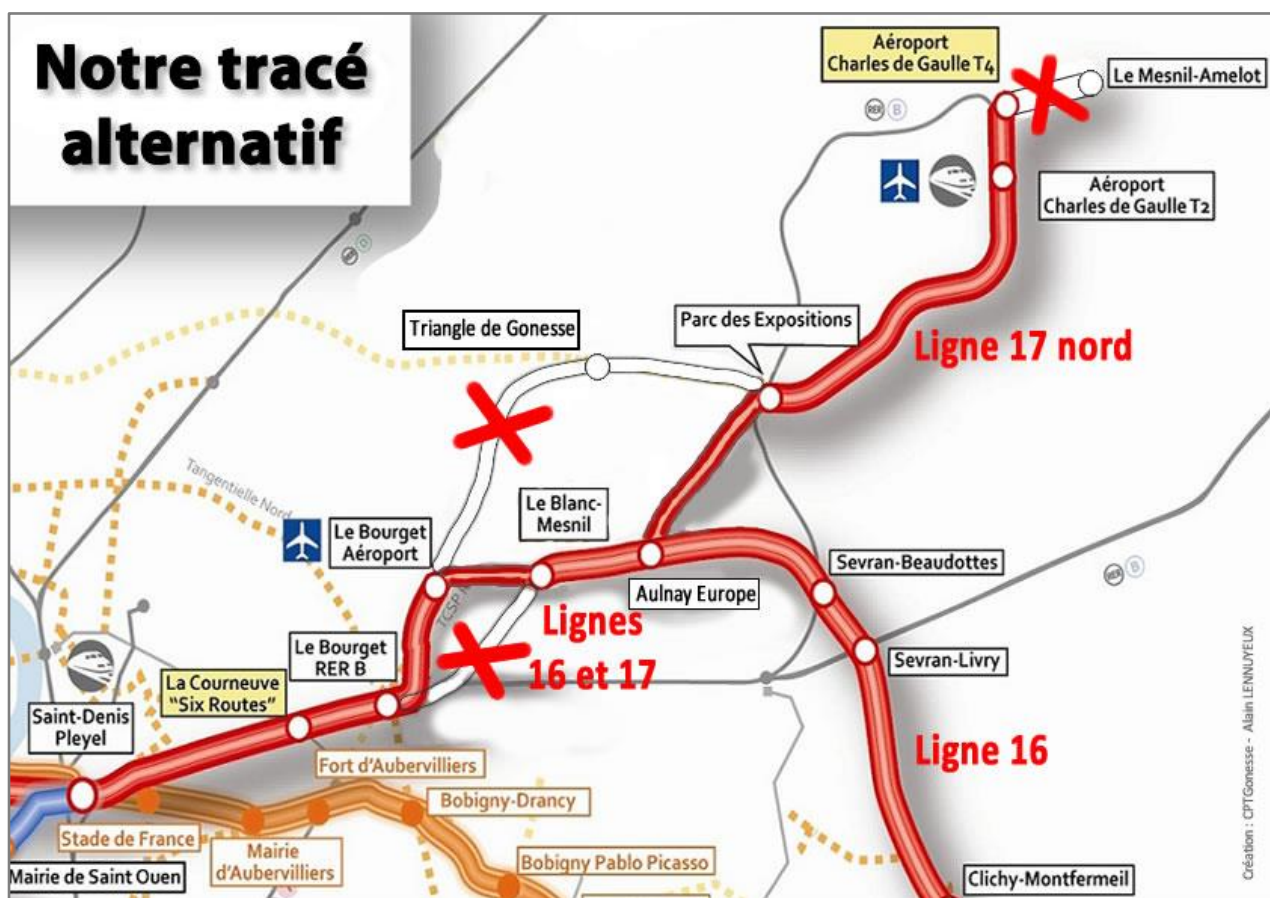 Notre tracé
alternatif
Aéroport
Charles de Gaulle T4
Le Mesnil-Amelot
RER B
Aéroport
Charles de Gaulle T2
RER D
Triangle de Gonesse
Parc des Expositions
Ligne 17 nord
Tangentielle Nord
Le Bourget
Aéroport
Le Blanc-
Mesnil
Sevran-Beaudottes
RER B
Aulnay Europe
TCSP
Lignes
16 et 17
Le Bourget
RER B
Sevran-Livry
La Courneuve
"Six Routes"
Saint-Denis
Pleyel
Ligne 16
Fort d'Aubervilliers
Bobigny-Drancy
Stade de France
Mairie
d'Aubervilliers
Bobigny Pablo Picasso
Mairie de Saint Ouen
Clichy-Montfermeil
Création : CPTGonesse - Alain LENNUYEUX